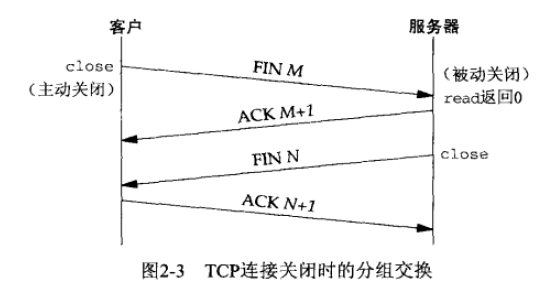 客户 服务器
close
（主动关闭）
FIN M
（被动关闭）
read返回0
ACK M+1
FIN N
close
ACK N+1
图2-3 TCP连接关闭时的分组交换